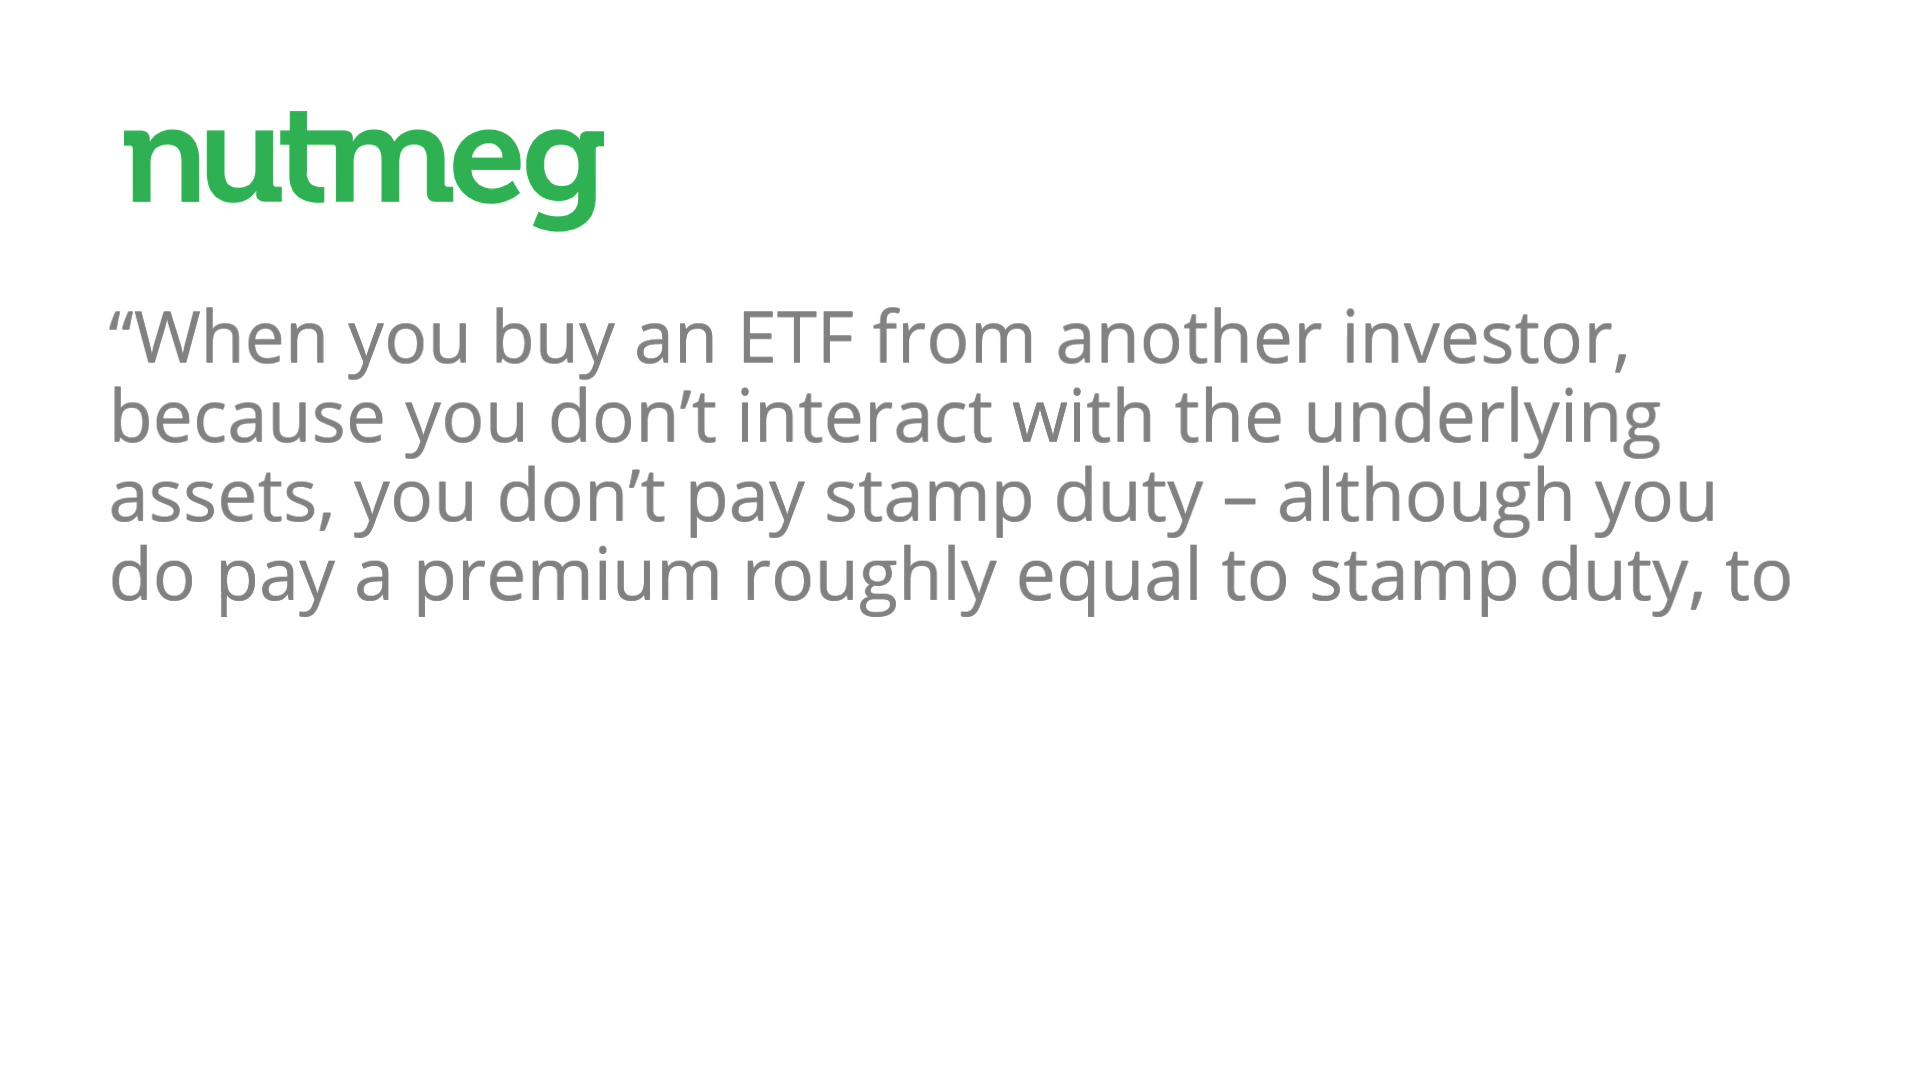 nutmeg
“When you buy an ETF from another investor,
because you don’t interact with the underlying
assets, you don’t pay stamp duty – although you
do pay a premium roughly equal to stamp duty, to